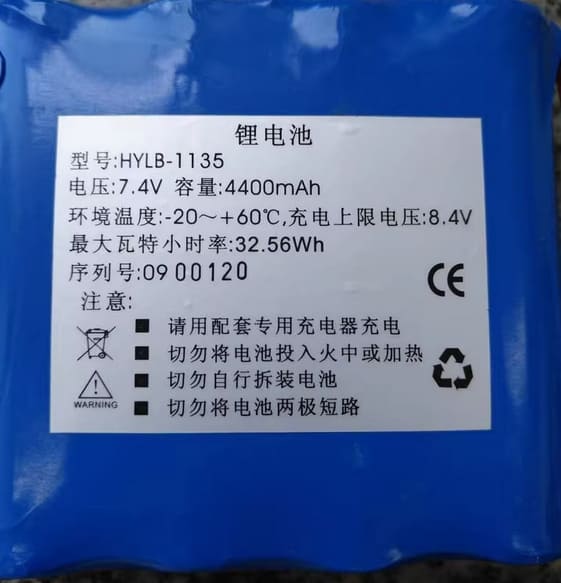 锂电池
型号:HYLB-1135
电压:7.4V 容量:4400mAh
环境温度:-20～+60℃,充电上限电压:8.4V
最大瓦特小时率:32.56Wh
序列号:09 00120
CE
注意:
■ 请用配套专用充电器充电
■ 切勿将电池投入火中或加热
■ 切勿自行拆装电池
WARNING
■ 切勿将电池两极短路